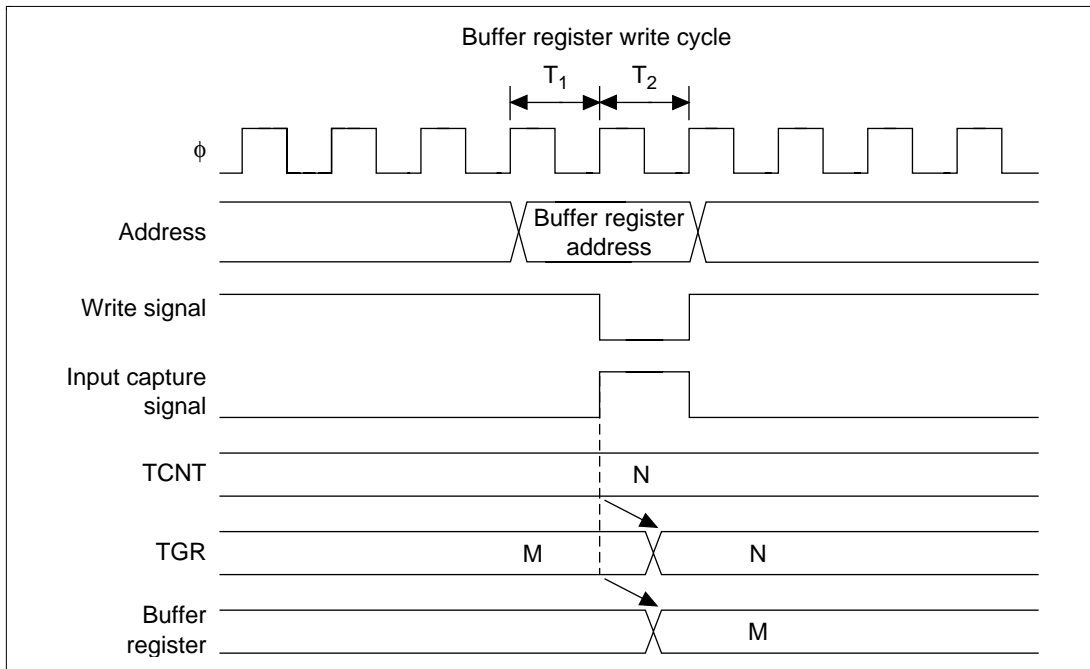 Buffer register write cycle
T1 T2
ϕ
Address
Buffer register
address
Write signal
Input capture
signal
TCNT
N
TGR
M N
Buffer
register
M